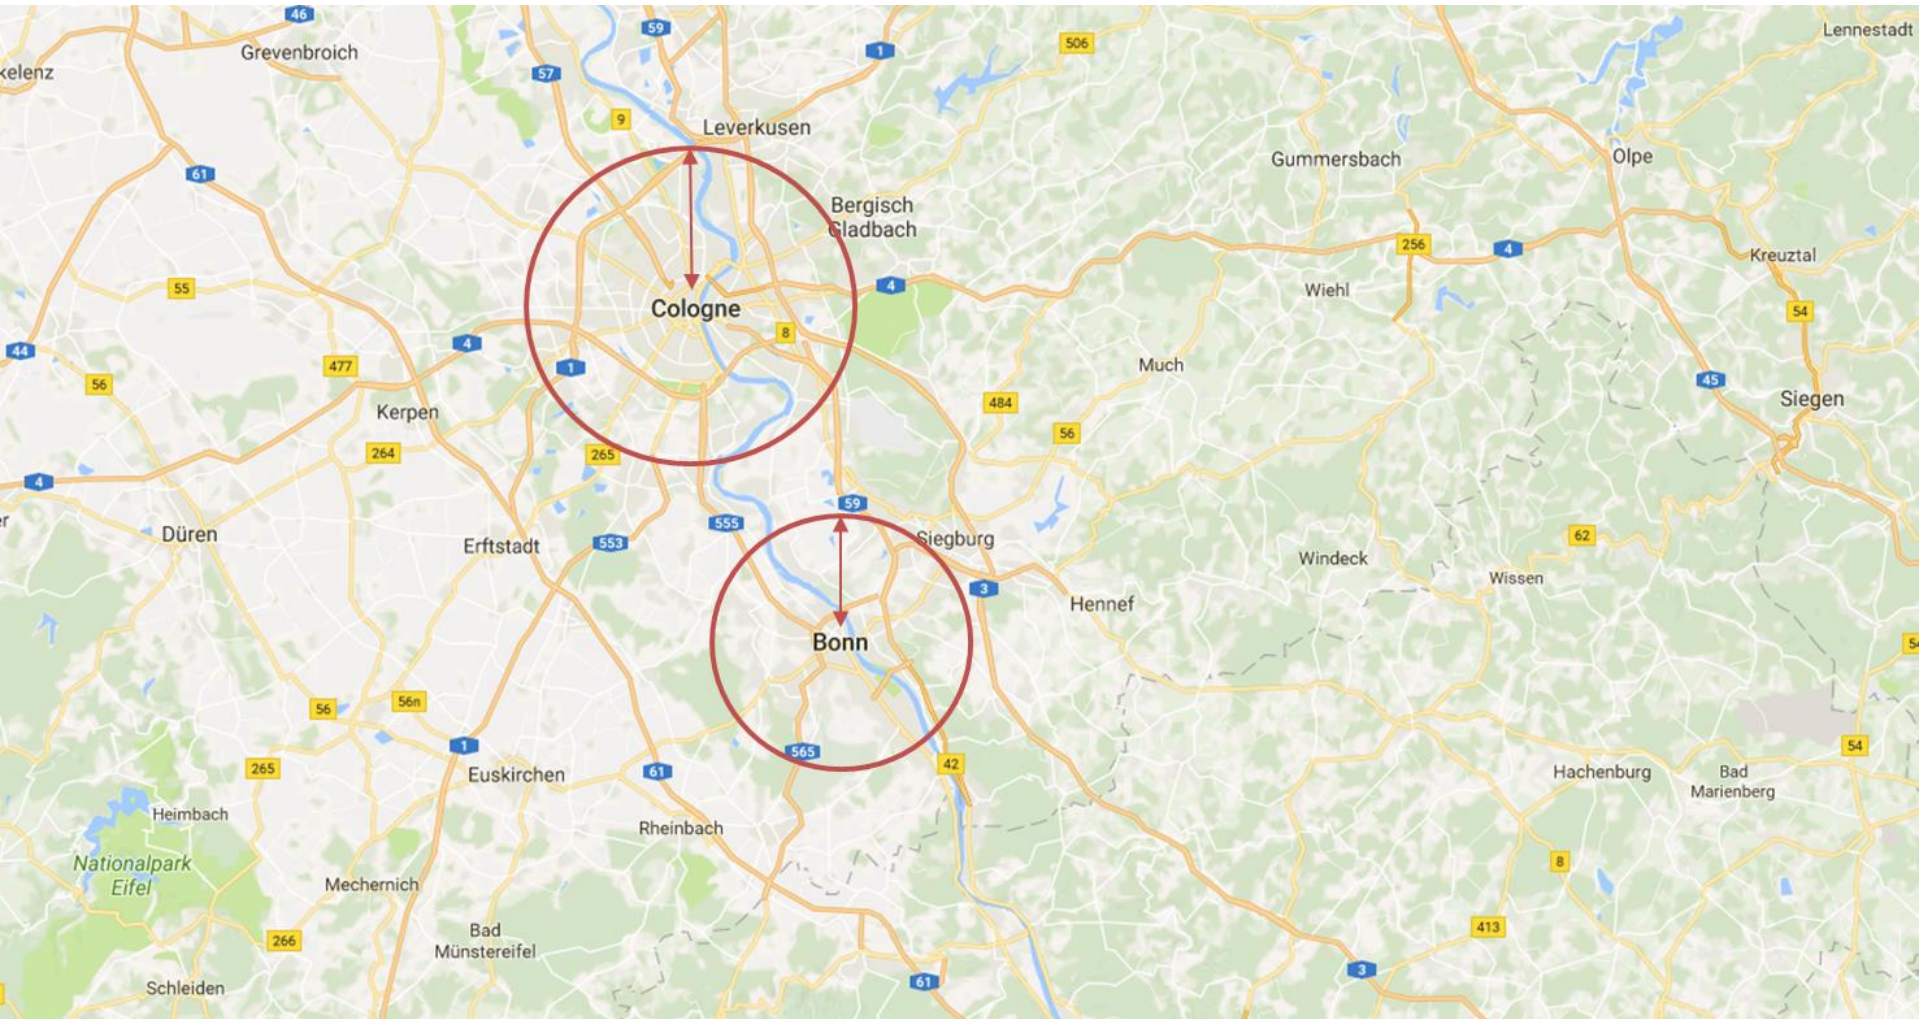 46
59
Lennestadt
1
506
Grevenbroich
kelenz
57
9
Leverkusen
Gummersbach
Olpe
61
Bergisch
Gladbach
256
4
Kreuztal
55
4
Wiehl
Cologne
54
8
44
4
477
1
Much
45
56
Siegen
484
Kerpen
56
264
265
4
59
er
555
Düren
Erftstadt
553
Siegburg
62
Windeck
Wissen
3
Hennef
Bonn
54
56n
56
1
565
54
265
Euskirchen
61
42
Hachenburg
Bad
Marienberg
Heimbach
Rheinbach
Nationalpark
Eifel
8
Mechernich
413
266
Bad
Münstereifel
3
61
Schleiden